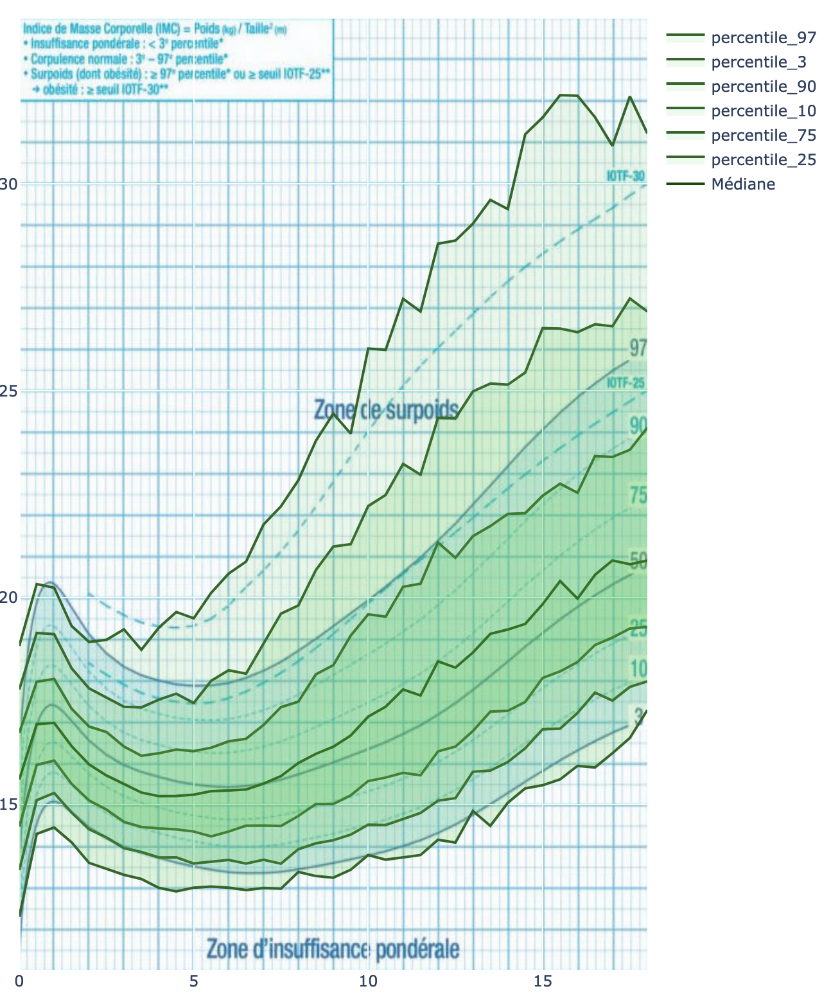 Indice de Masse Corporelle (IMC) = Poids (kg) / Taille² (m)
• Insuffisance pondérale : < 3ᵉ percentile*
• Corpulence normale : 3ᵉ – 97ᵉ percentile*
• Surpoids (dont obésité) : ≥ 97ᵉ percentile* ou ≥ seuil IOTF-25**
➔ obésité : ≥ seuil IOTF-30**
percentile_97
percentile_3
percentile_90
percentile_10
percentile_75
percentile_25
Médiane
IOTF-30
30
97
IOTF-25
25
Zone de surpoids
90
75
50
20
25
10
3
15
Zone d'insuffisance pondérale
0 5 10 15